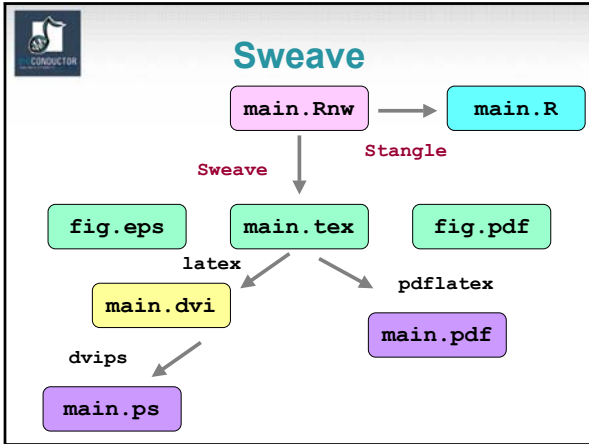 CONDUCTOR
Sweave
main.Rnw
main.R
Stangle
Sweave
fig.eps
main.tex
fig.pdf
latex
pdflatex
main.dvi
main.pdf
dvips
main.ps